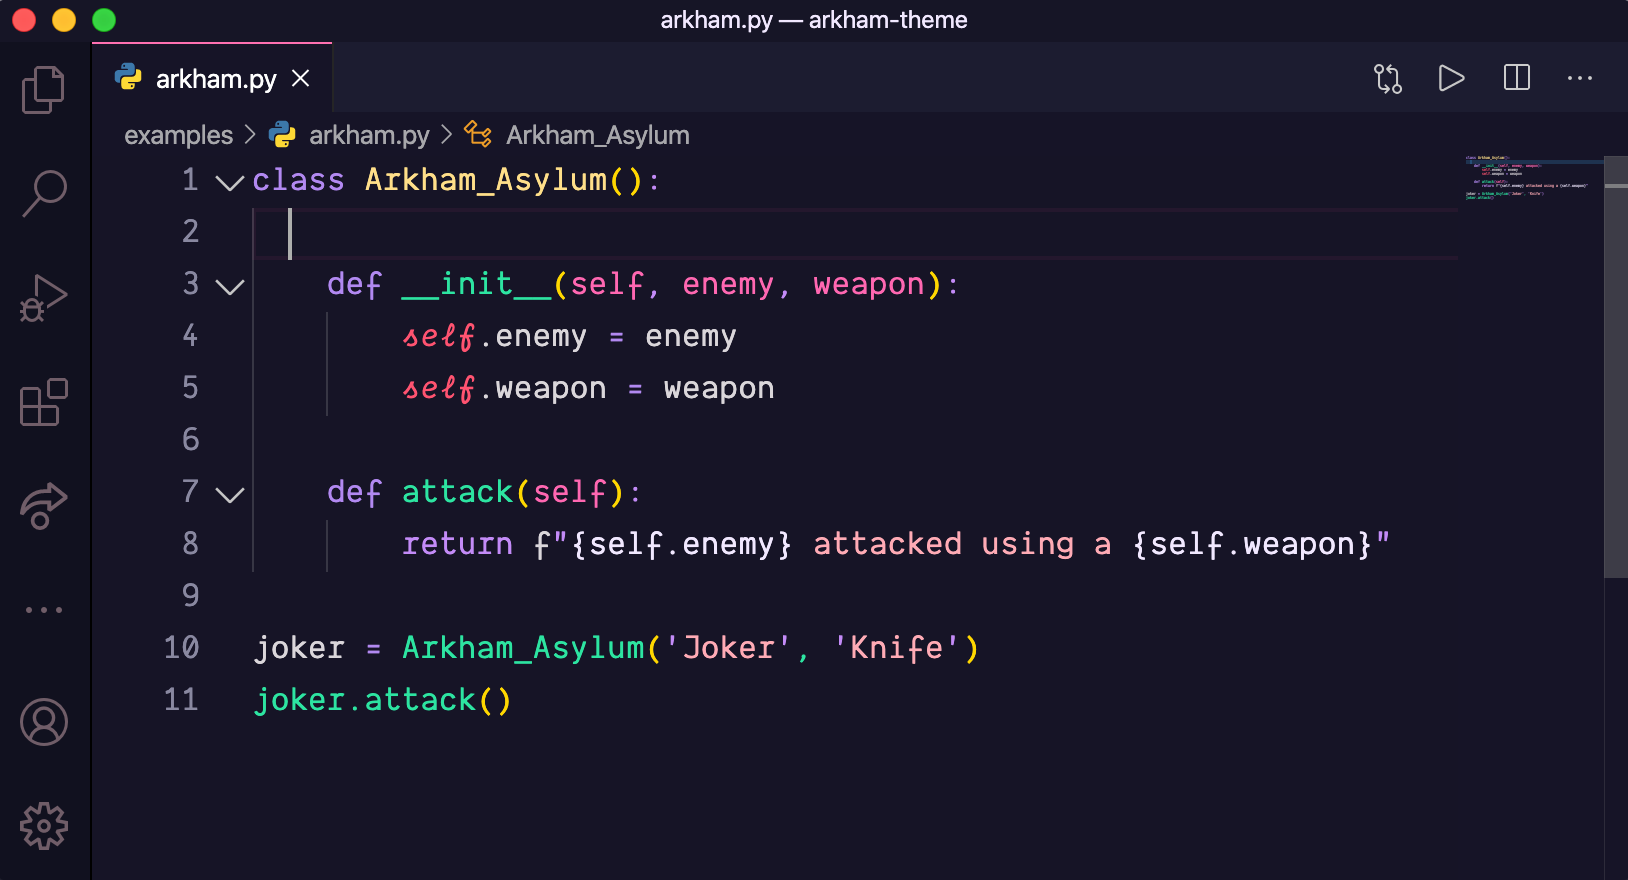 arkham.py — arkham-theme
arkham.py
examples > arkham.py > Arkham_Asylum
1 class Arkham_Asylum():
2
3     def __init__(self, enemy, weapon):
4         self.enemy = enemy
5         self.weapon = weapon
6
7     def attack(self):
8         return f"{self.enemy} attacked using a {self.weapon}"
9
10 joker = Arkham_Asylum('Joker', 'Knife')
11 joker.attack()